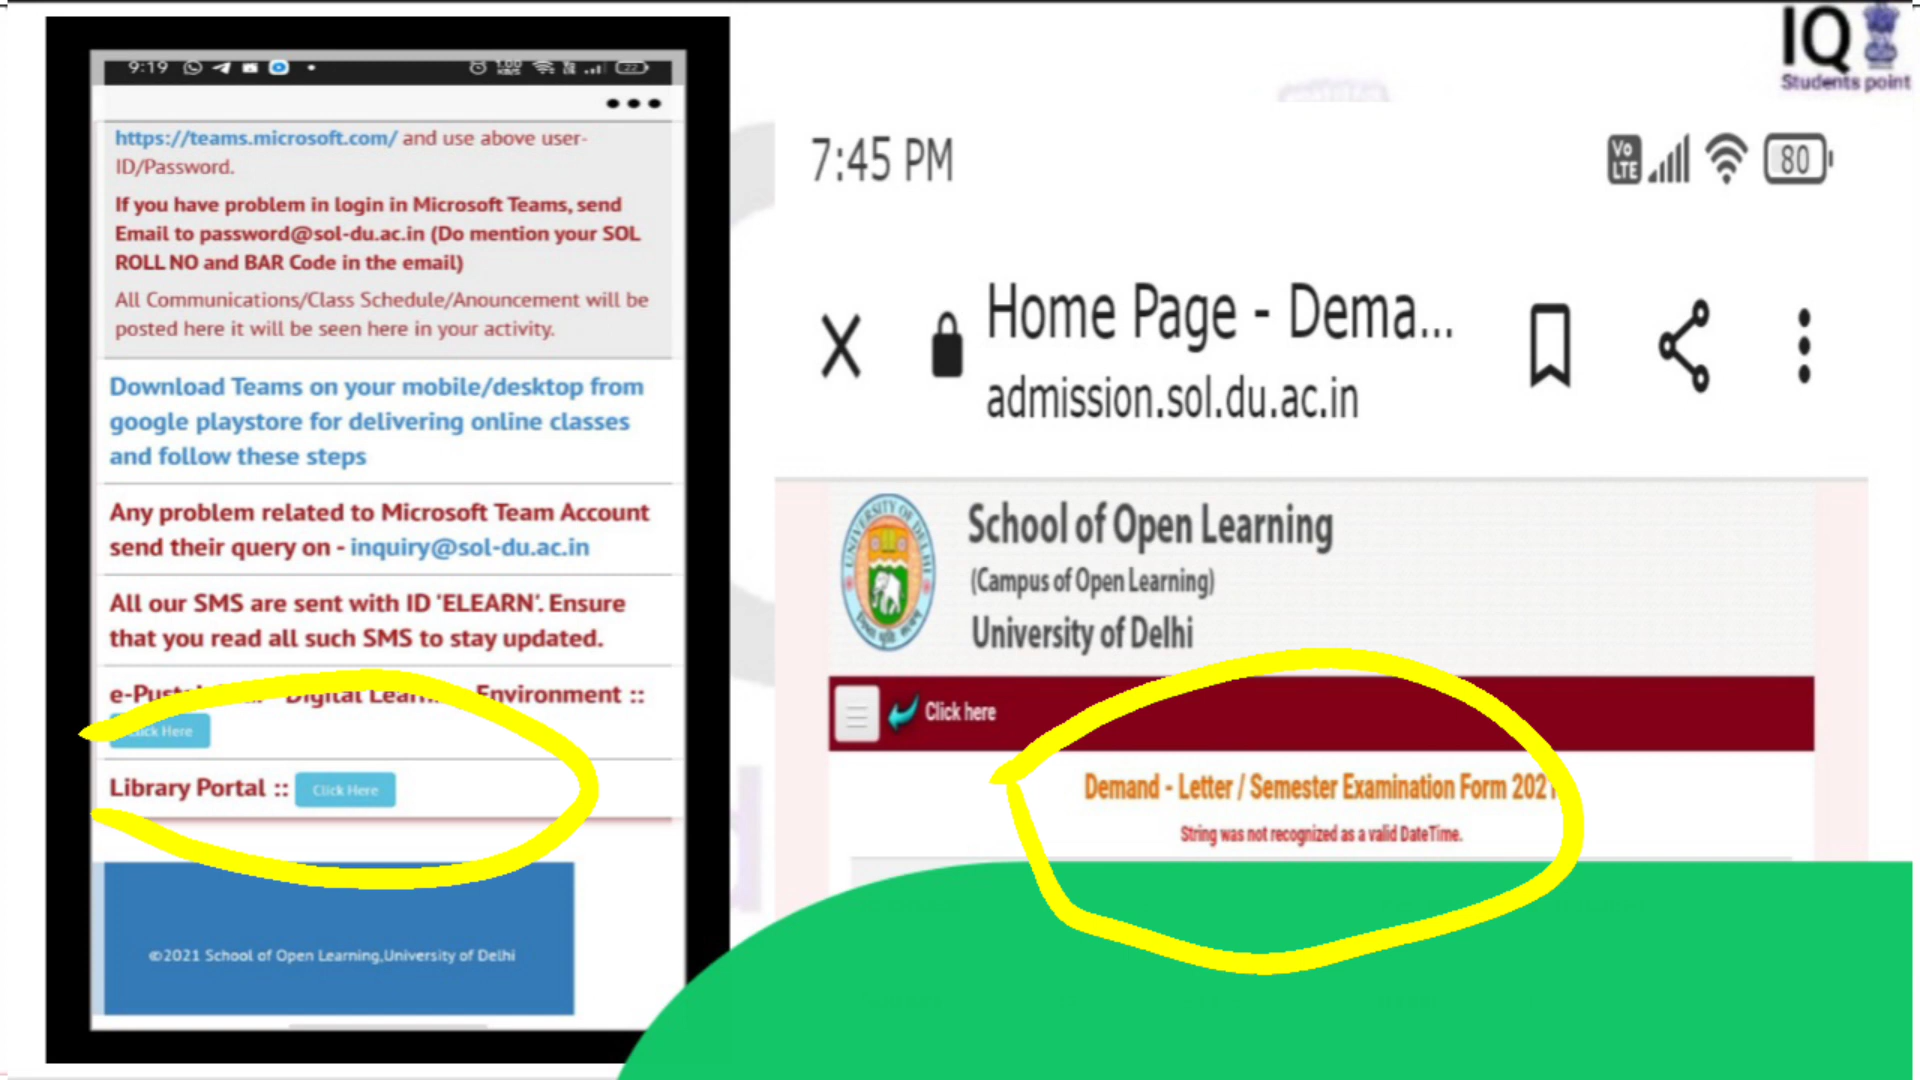 9:19
https://teams.microsoft.com/ and use above user-
ID/Password.
If you have problem in login in Microsoft Teams, send
Email to password@sol-du.ac.in (Do mention your SOL
ROLL NO and BAR Code in the email)
All Communications/Class Schedule/Anouncement will be
posted here it will be seen here in your activity.
Download Teams on your mobile/desktop from
google playstore for delivering online classes
and follow these steps
Any problem related to Microsoft Team Account
send their query on - inquiry@sol-du.ac.in
All our SMS are sent with ID 'ELEARN'. Ensure
that you read all such SMS to stay updated.
Digital Environment ::
Here
Library Portal :: Click Here
©2021 School of Open Learning,University of Delhi
IQ
Students point
7:45 PM
Vo LTE 80
Home Page - Dema...
admission.sol.du.ac.in
School of Open Learning
(Campus of Open Learning)
University of Delhi
Click here
Demand - Letter / Semester Examination Form 2021
String was not recognized as a valid DateTime.